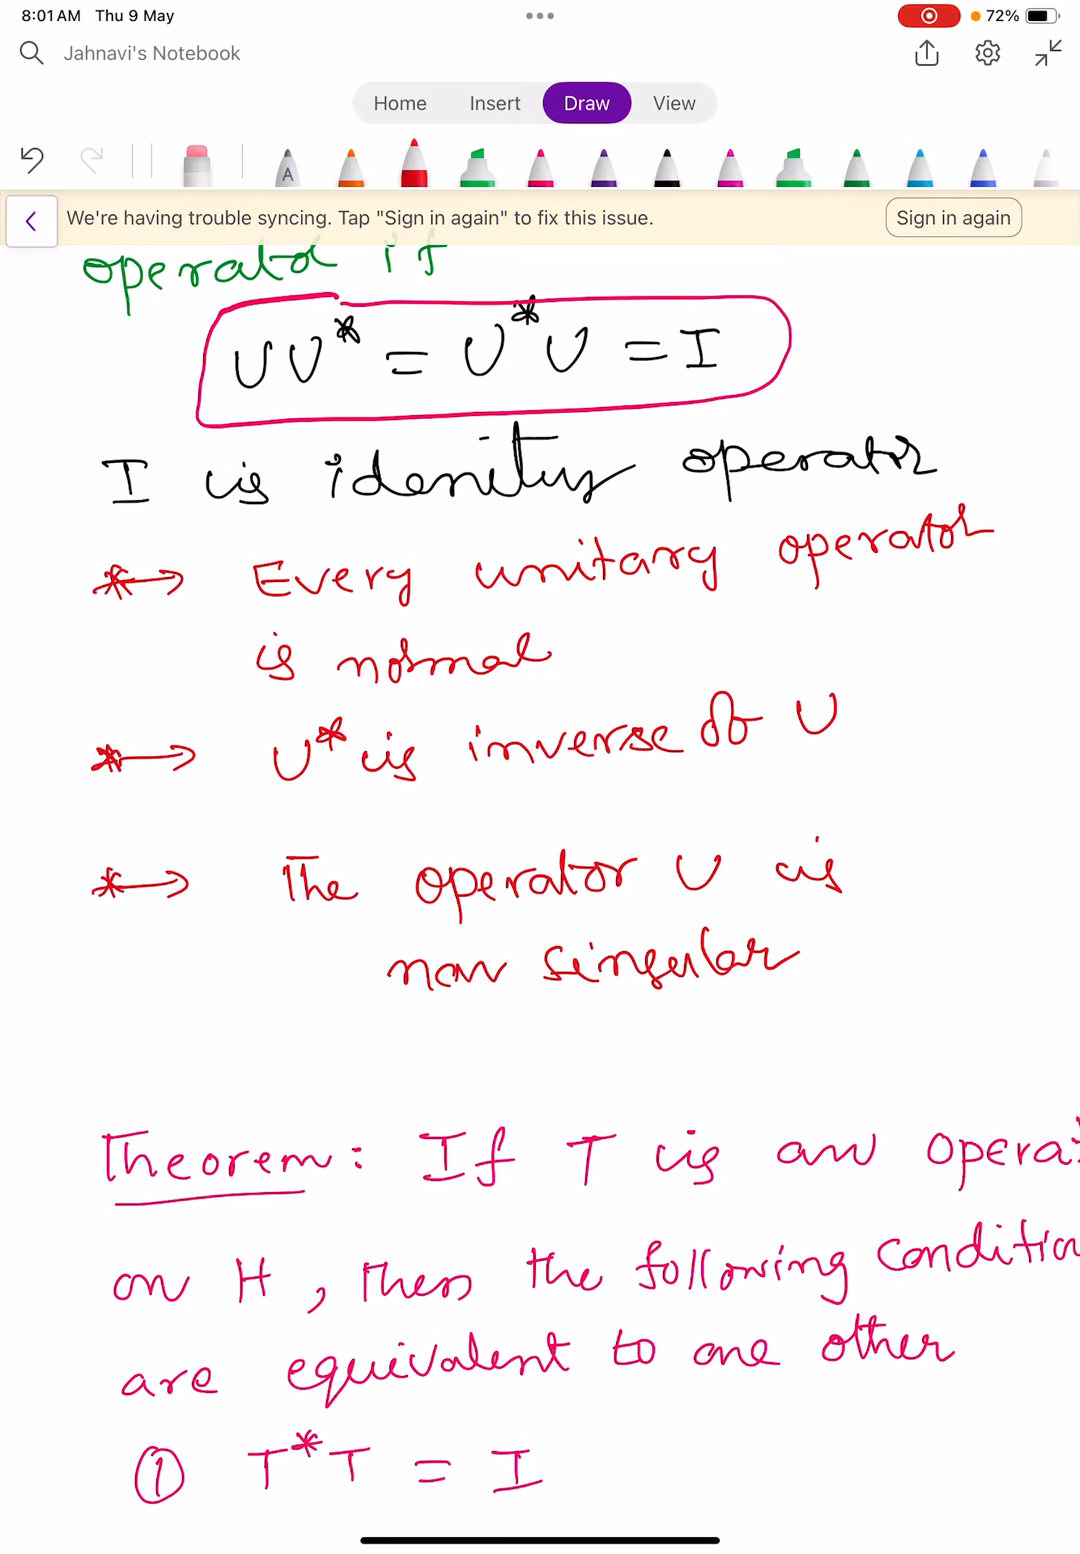 8:01 AM Thu 9 May
72%
Jahnavi's Notebook
Home Insert Draw View
A
We're having trouble syncing. Tap "Sign in again" to fix this issue.
Sign in again
operator if
UU* = U*U = I
I is idenitity operator
*→ Every unitary operator
is normal
*→ U* is inverse of U
*→ The operator U is
non singular
Theorem: If T is an operat
on H, then the following condition
are equivalent to one other
① T*T = I